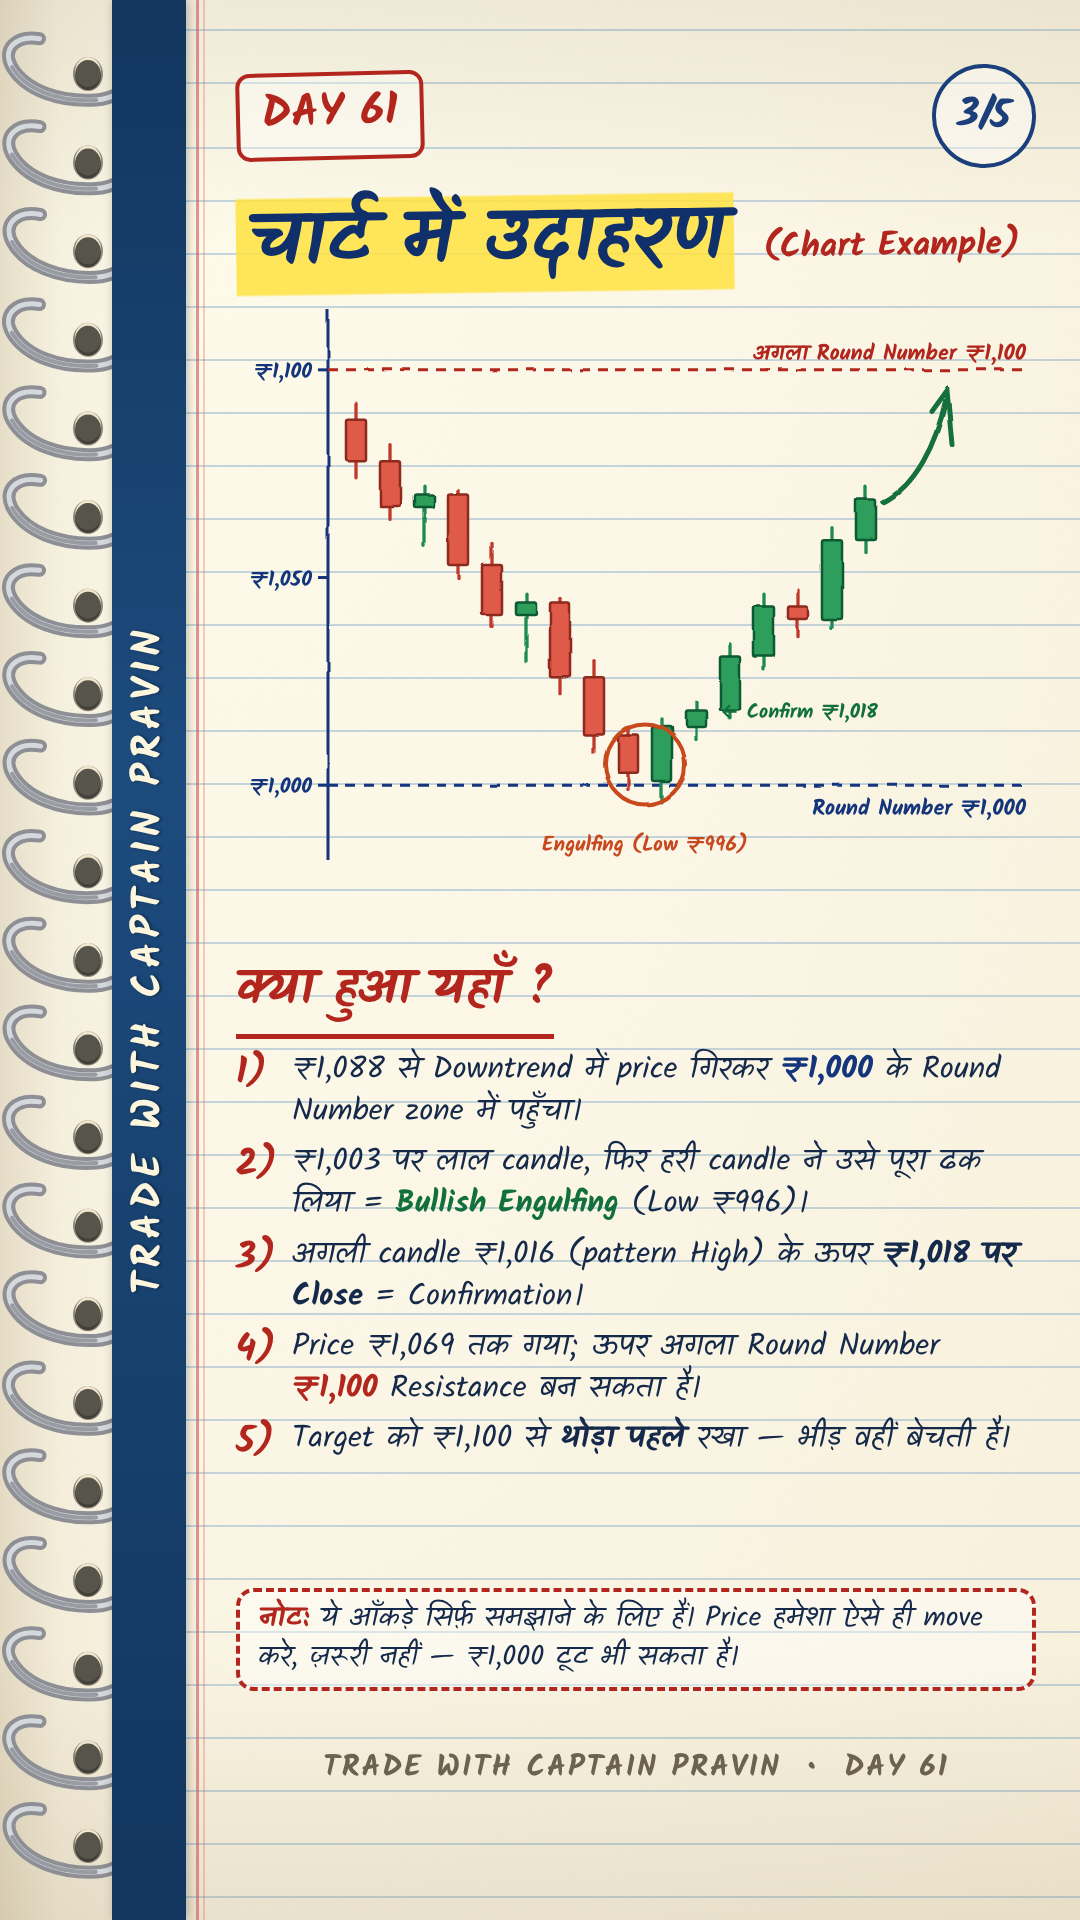 DAY 61
3/5
चार्ट में उदाहरण (Chart Example)
अगला Round Number ₹1,100
₹1,100
₹1,050
Confirm ₹1,018
₹1,000
Round Number ₹1,000
Engulfing (Low ₹996)
TRADE WITH CAPTAIN PRAVIN
क्या हुआ यहाँ ?
1) ₹1,088 से Downtrend में price गिरकर ₹1,000 के Round
Number zone में पहुँचा।
2) ₹1,003 पर लाल candle, फिर हरी candle ने उसे पूरा ढक
लिया = Bullish Engulfing (Low ₹996)।
3) अगली candle ₹1,016 (pattern High) के ऊपर ₹1,018 पर
Close = Confirmation।
4) Price ₹1,069 तक गया; ऊपर अगला Round Number
₹1,100 Resistance बन सकता है।
5) Target को ₹1,100 से थोड़ा पहले रखा — भीड़ वहीं बेचती है।
नोट: ये आँकड़े सिर्फ़ समझाने के लिए हैं। Price हमेशा ऐसे ही move
करे, ज़रूरी नहीं — ₹1,000 टूट भी सकता है।
TRADE WITH CAPTAIN PRAVIN · DAY 61